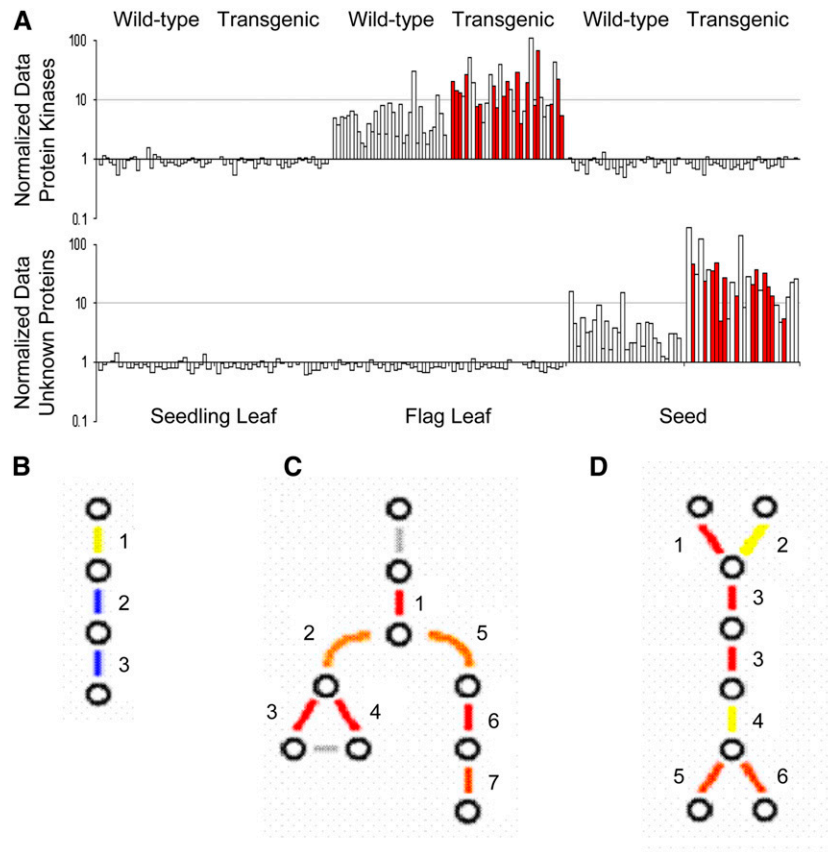 A
Wild-type Transgenic Wild-type Transgenic Wild-type Transgenic
Normalized Data
Protein Kinases
100
10
1
0.1
Normalized Data
Unknown Proteins
100
10
1
0.1
Seedling Leaf Flag Leaf Seed
B
1
2
3
C
1
2 5
3 4 6
7
D
1 2
3
3
4
5 6